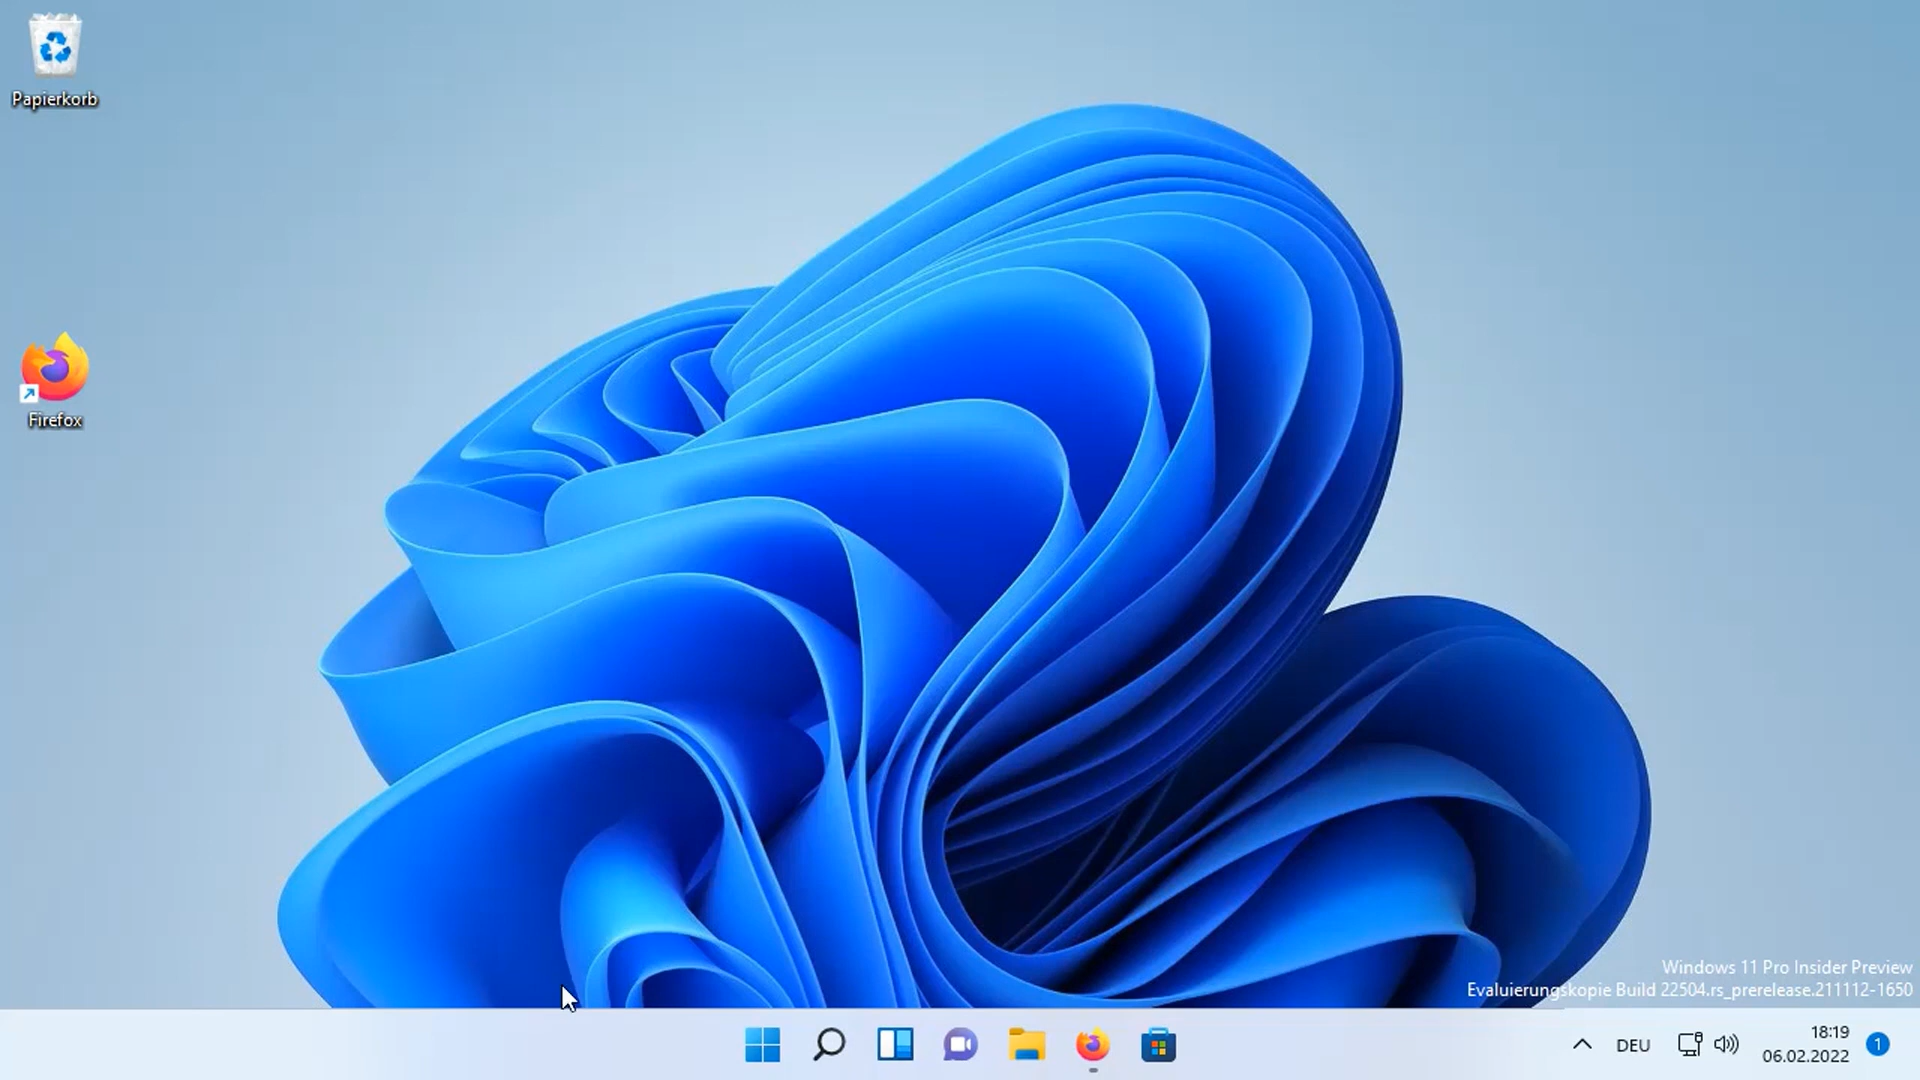 Papierkorb
Firefox
Windows 11 Pro Insider Preview
Evaluierungskopie Build 22504.rs_prerelease.211112-1650
DEU
18:19
06.02.2022
1